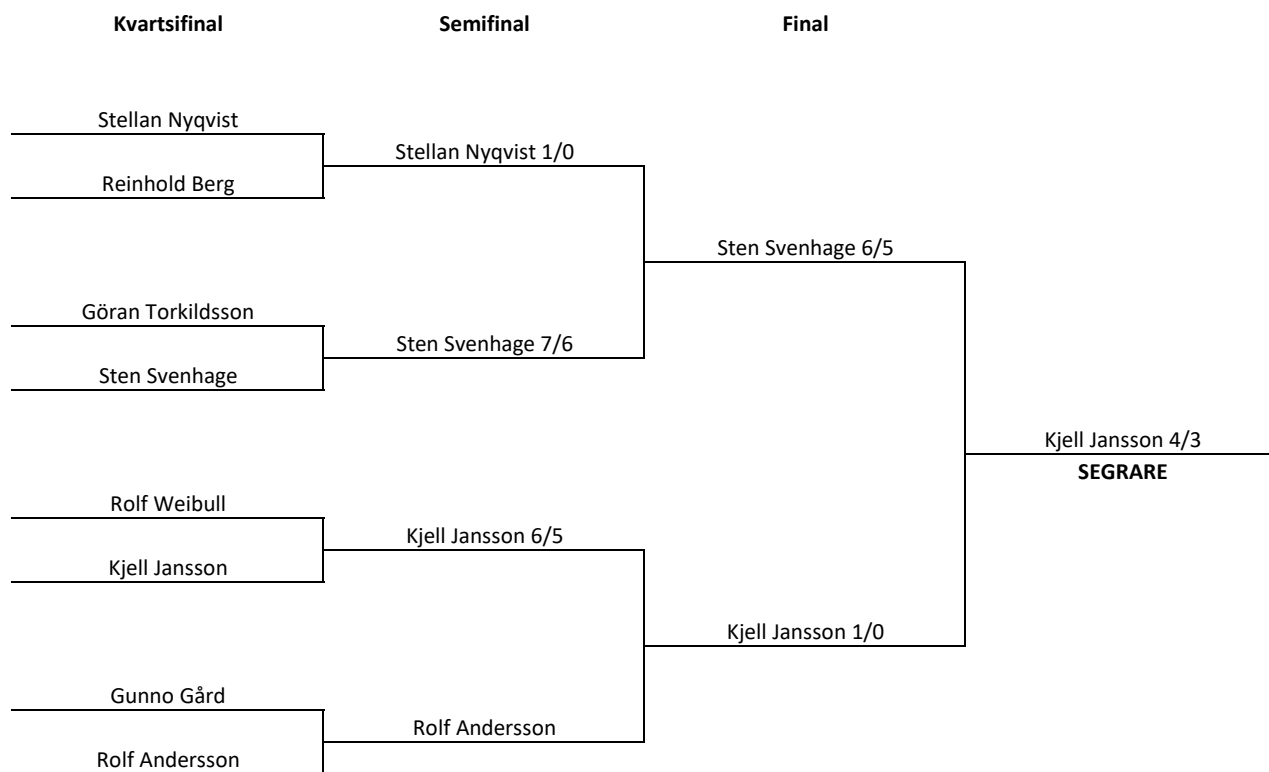 Kvartsifinal Semifinal Final
Stellan Nyqvist
Stellan Nyqvist 1/0
Reinhold Berg
Sten Svenhage 6/5
Göran Torkildsson
Sten Svenhage 7/6
Sten Svenhage
Kjell Jansson 4/3
SEGRARE
Rolf Weibull
Kjell Jansson 6/5
Kjell Jansson
Kjell Jansson 1/0
Gunno Gård
Rolf Andersson
Rolf Andersson